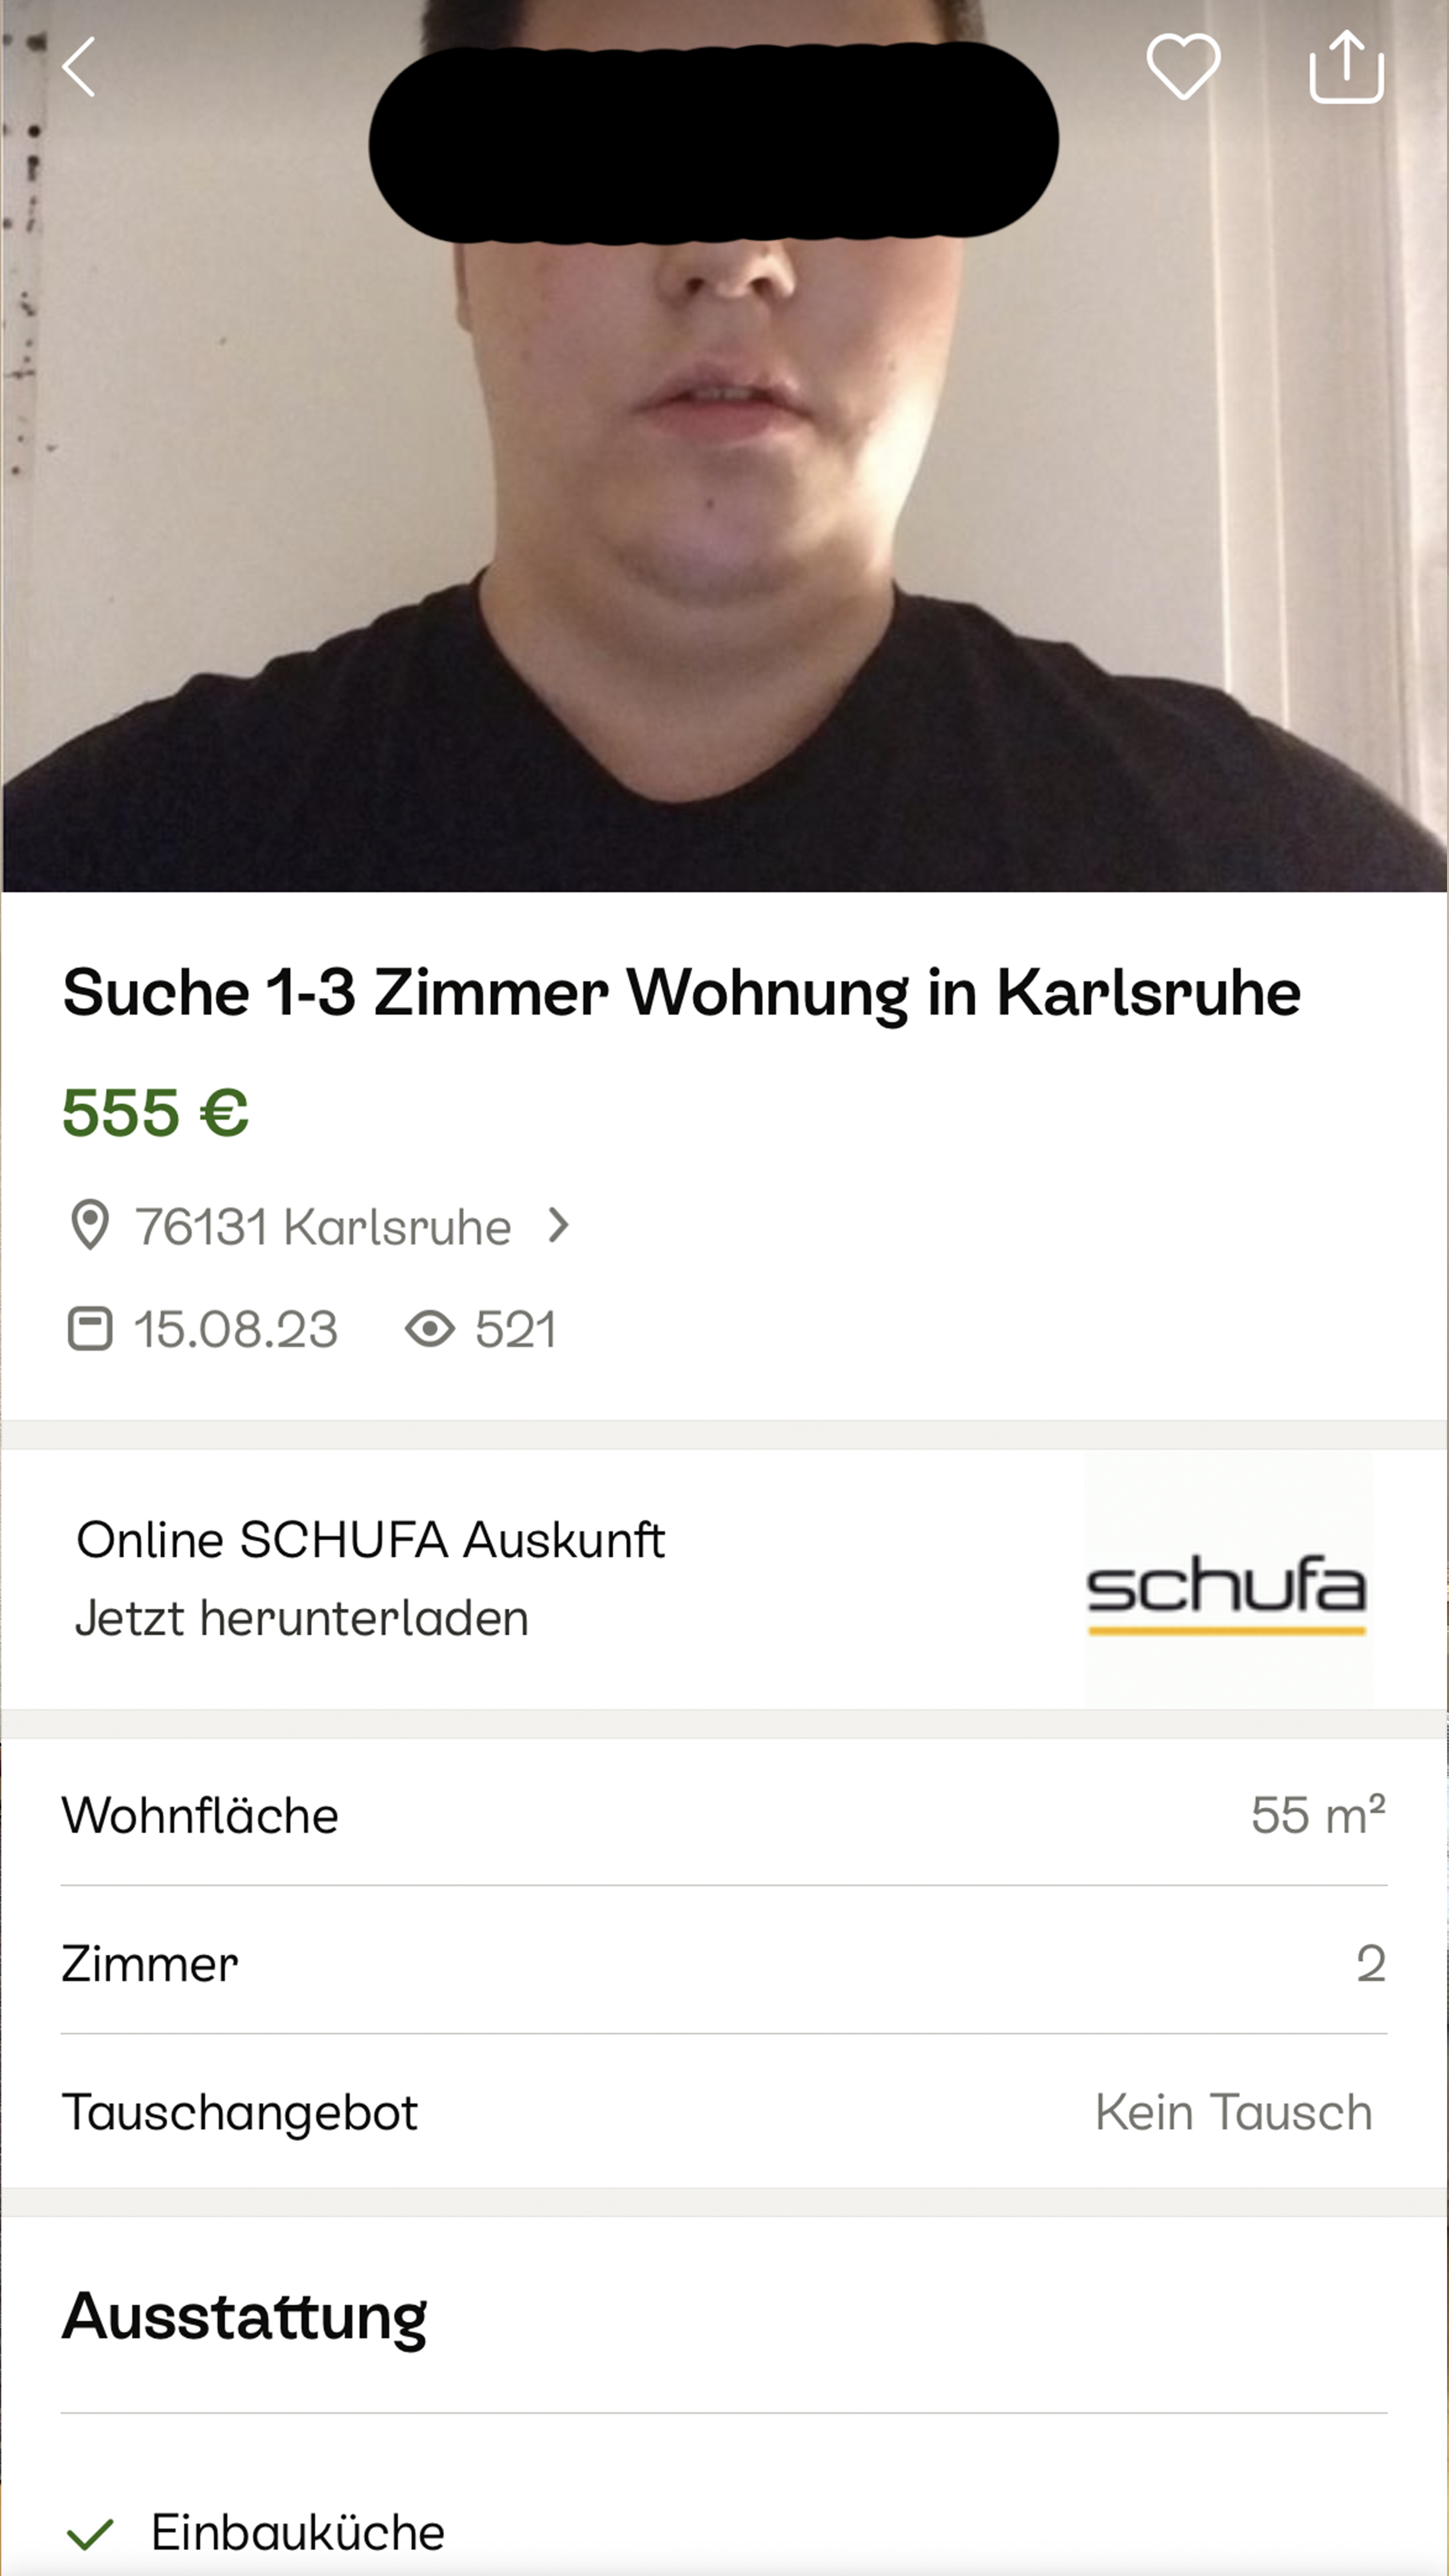 Suche 1-3 Zimmer Wohnung in Karlsruhe
555 €
76131 Karlsruhe
15.08.23 521
Online SCHUFA Auskunft
Jetzt herunterladen
schufa
Wohnfläche 55 m²
Zimmer 2
Tauschangebot Kein Tausch
Ausstattung
Einbauküche